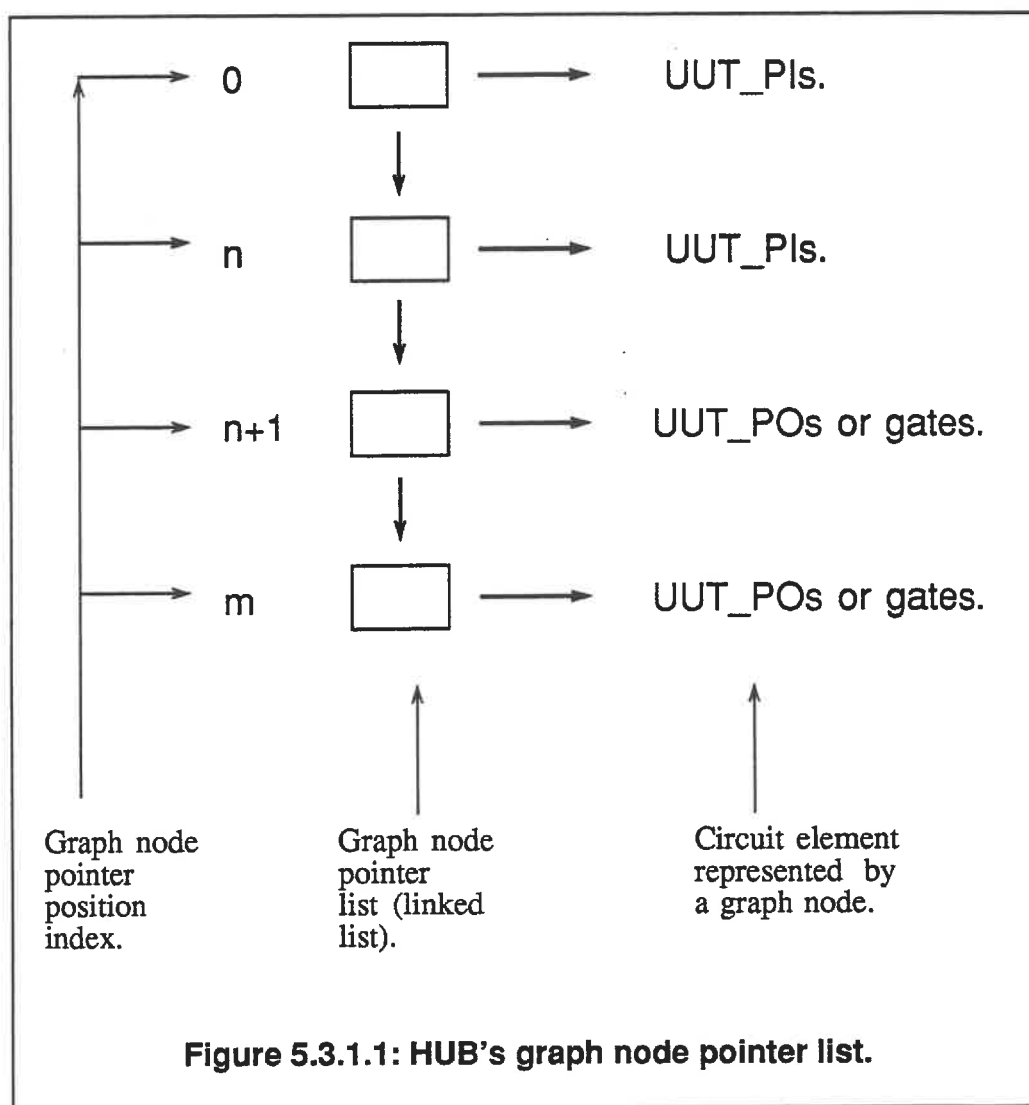 0 UUT_PIs.
n UUT_PIs.
n+1 UUT_POs or gates.
m UUT_POs or gates.
Graph node
pointer
position
index.
Graph node
pointer
list (linked
list).
Circuit element
represented by
a graph node.
Figure 5.3.1.1: HUB's graph node pointer list.